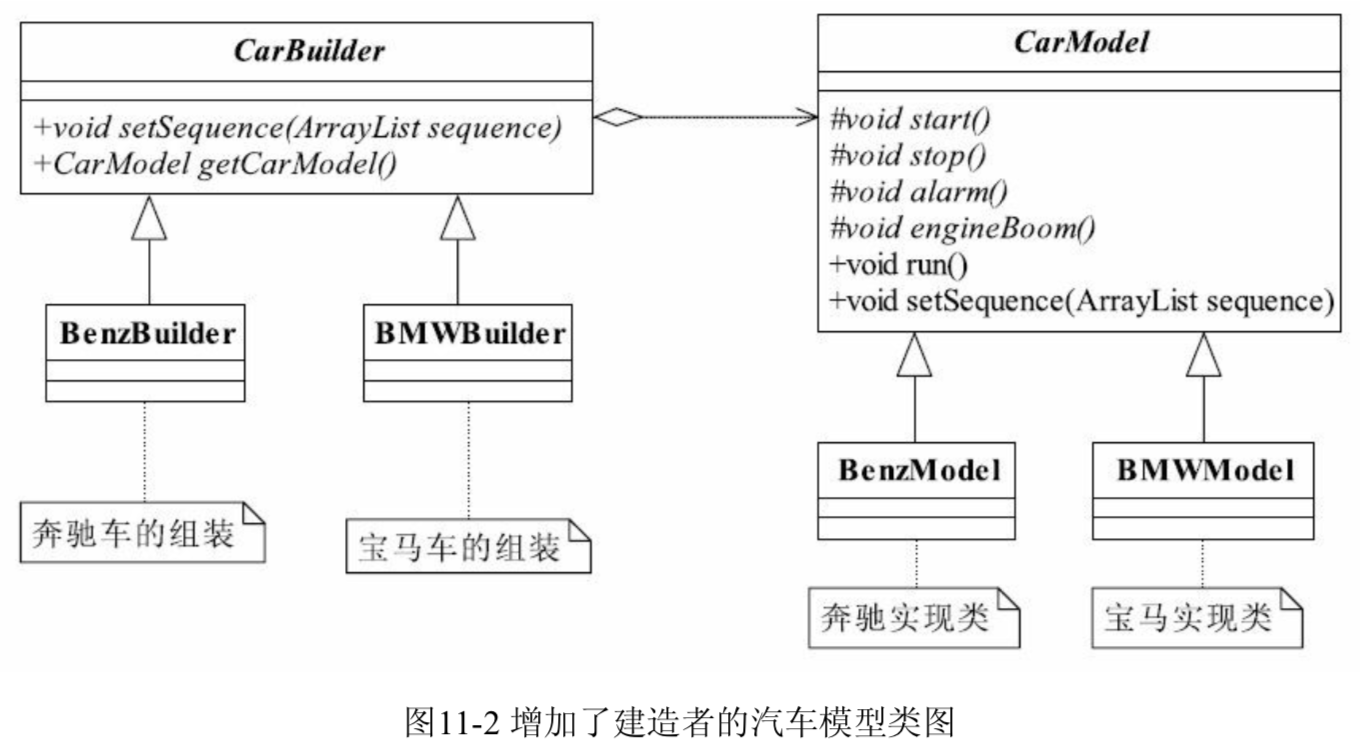 CarBuilder
+void setSequence(ArrayList sequence)
+CarModel getCarModel()
CarModel
#void start()
#void stop()
#void alarm()
#void engineBoom()
+void run()
+void setSequence(ArrayList sequence)
BenzBuilder
BMWBuilder
奔驰车的组装
宝马车的组装
BenzModel
BMWModel
奔驰实现类
宝马实现类
图11-2 增加了建造者的汽车模型类图